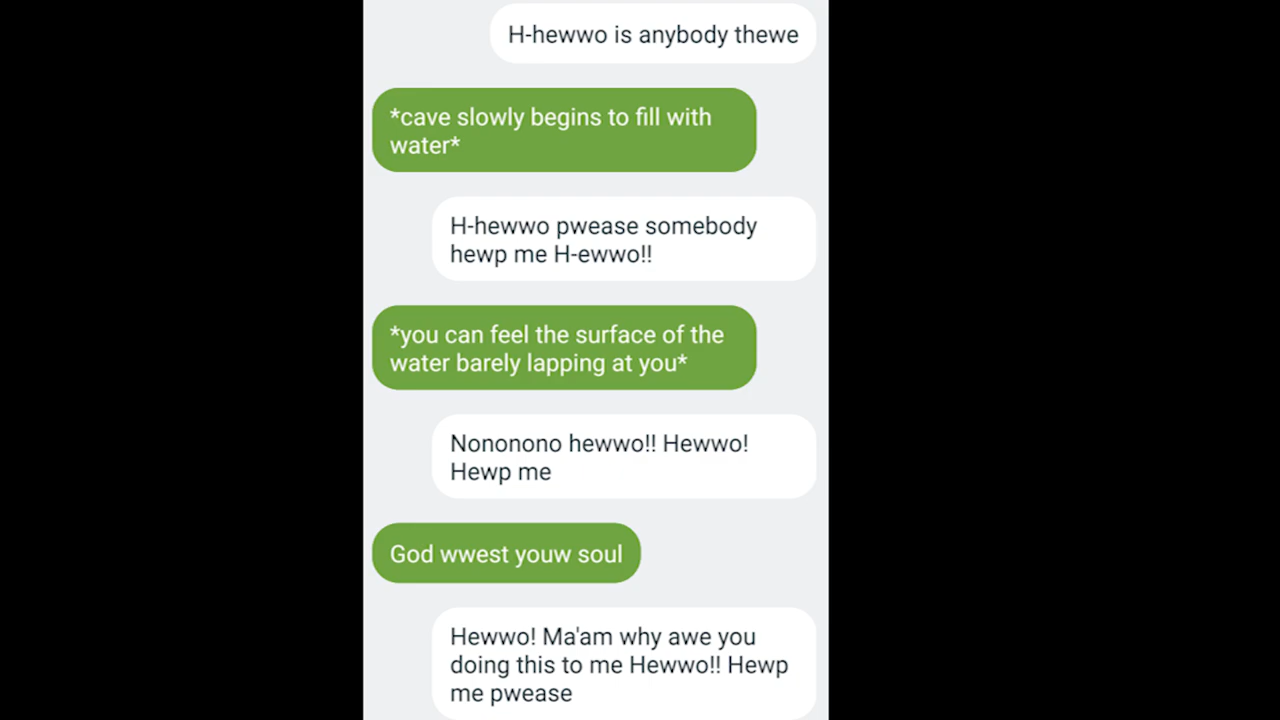 H-hewwo is anybody thewe
*cave slowly begins to fill with
water*
H-hewwo pwease somebody
hewp me H-ewwo!!
*you can feel the surface of the
water barely lapping at you*
Nononono hewwo!! Hewwo!
Hewp me
God wwest youw soul
Hewwo! Ma'am why awe you
doing this to me Hewwo!! Hewp
me pwease